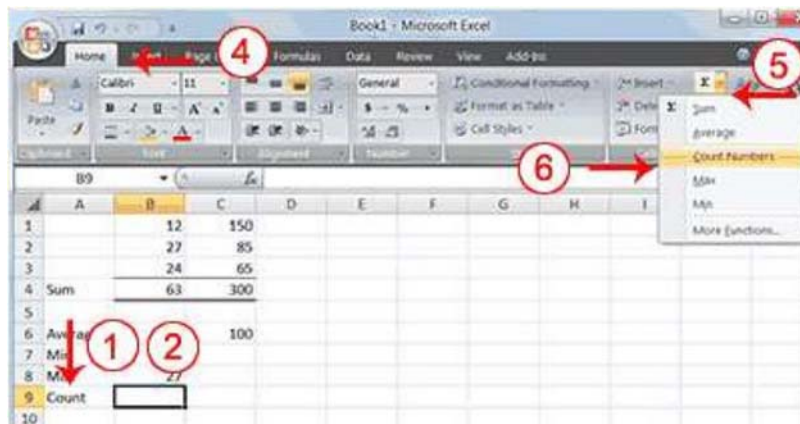 Book1 - Microsoft Excel
Home Insert Page Formulas Data Review View Add-Ins
4
5
Calibri 11 General Conditional Formatting Insert Σ
B I U A A $ % , Format as Table
Paste A Cell Styles
Σ Sum
Average
Count Numbers
Max
Min
More Functions...
6
B9 fx
A B C D E F G H I
1 12 150
2 27 85
3 24 65
4 Sum 63 300
5
6 100
1 2
7
8 27
9 Count
10